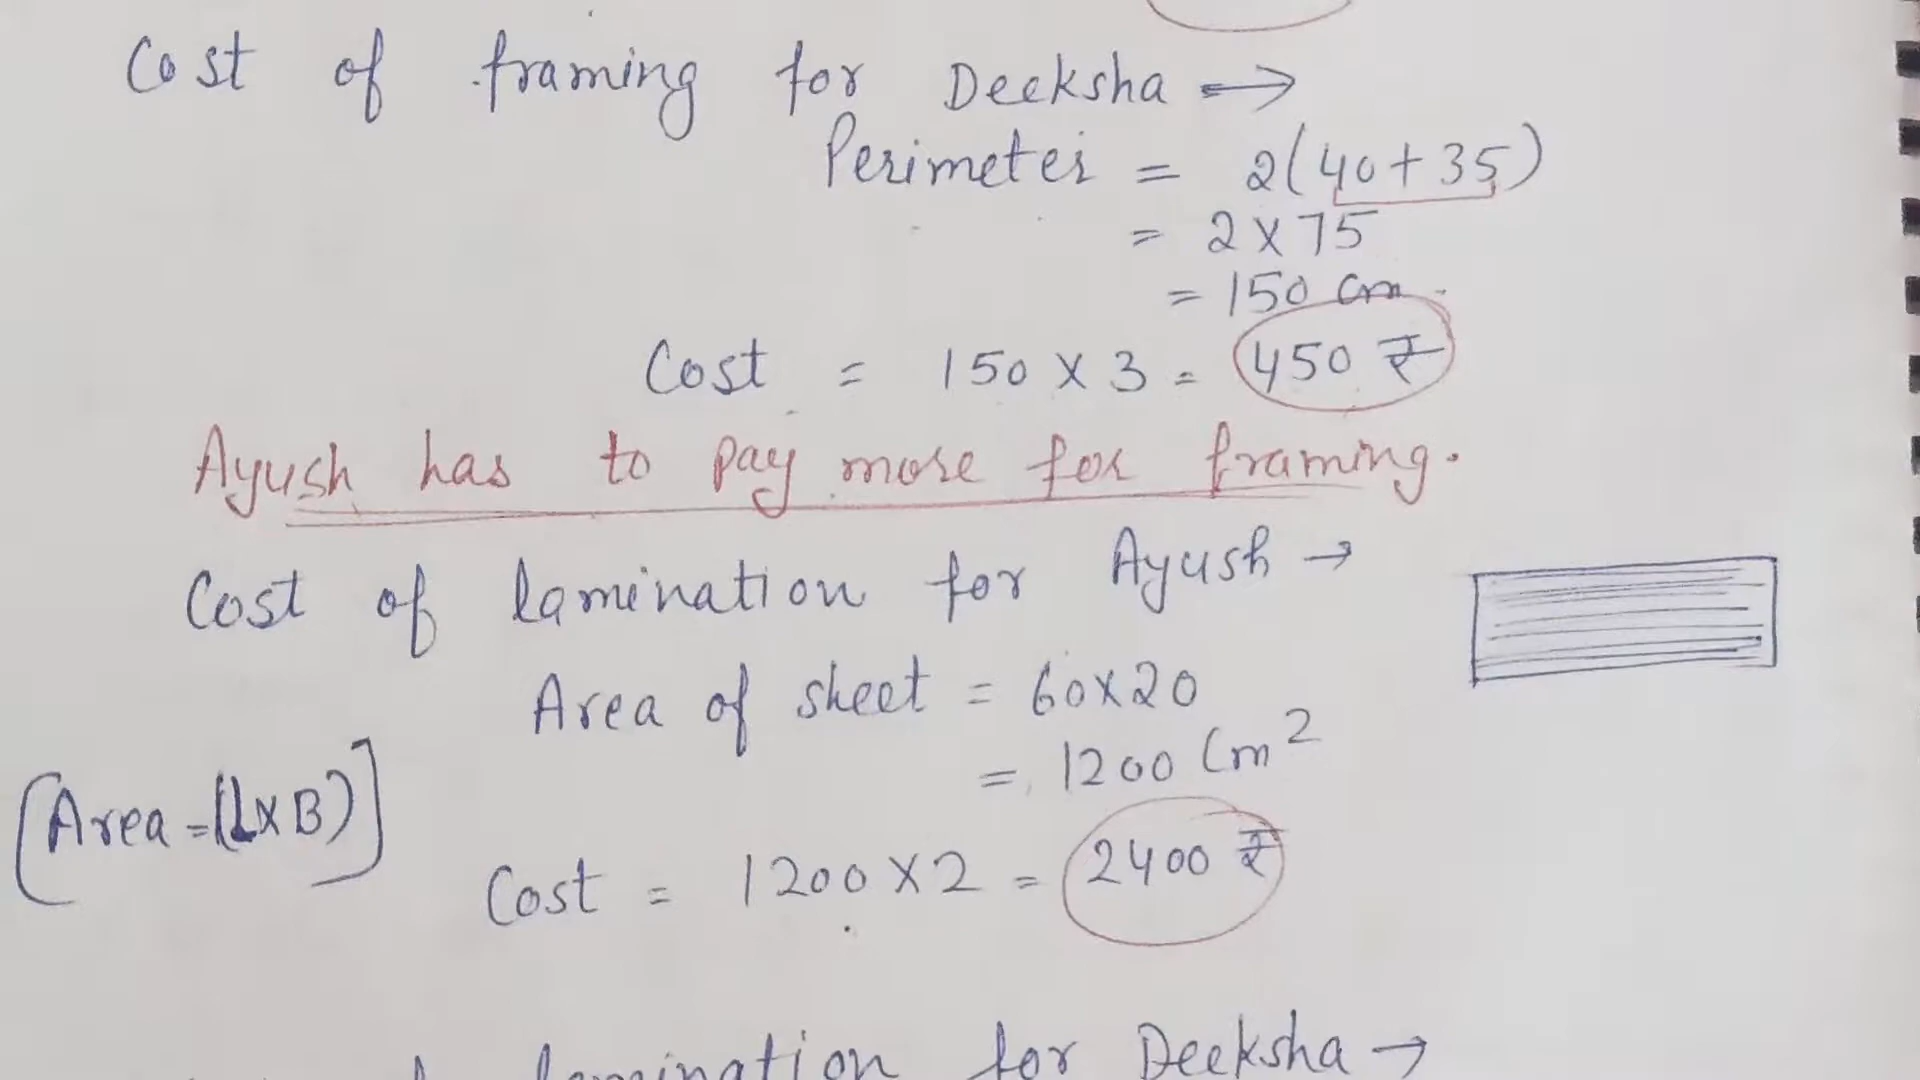 Cost of framing for Deeksha →
Perimeter = 2(40+35)
= 2×75
= 150 cm
Cost = 150 × 3 = 450 ₹
Ayush has to pay more for framing.
Cost of lamination for Ayush →
Area of sheet = 60×20
= 1200 Cm²
[Area = (L×B)]
Cost = 1200 × 2 = 2400 ₹
lamination for Deeksha →